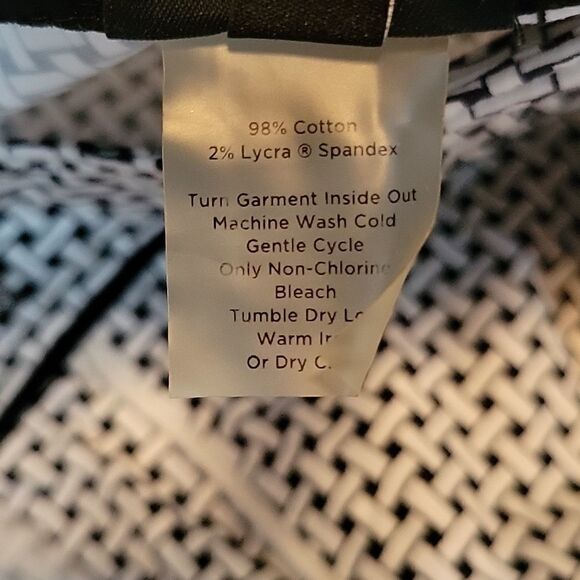 98% Cotton
2% Lycra ® Spandex
Turn Garment Inside Out
Machine Wash Cold
Gentle Cycle
Only Non-Chlorine
Bleach
Tumble Dry
Warm
Or Dry